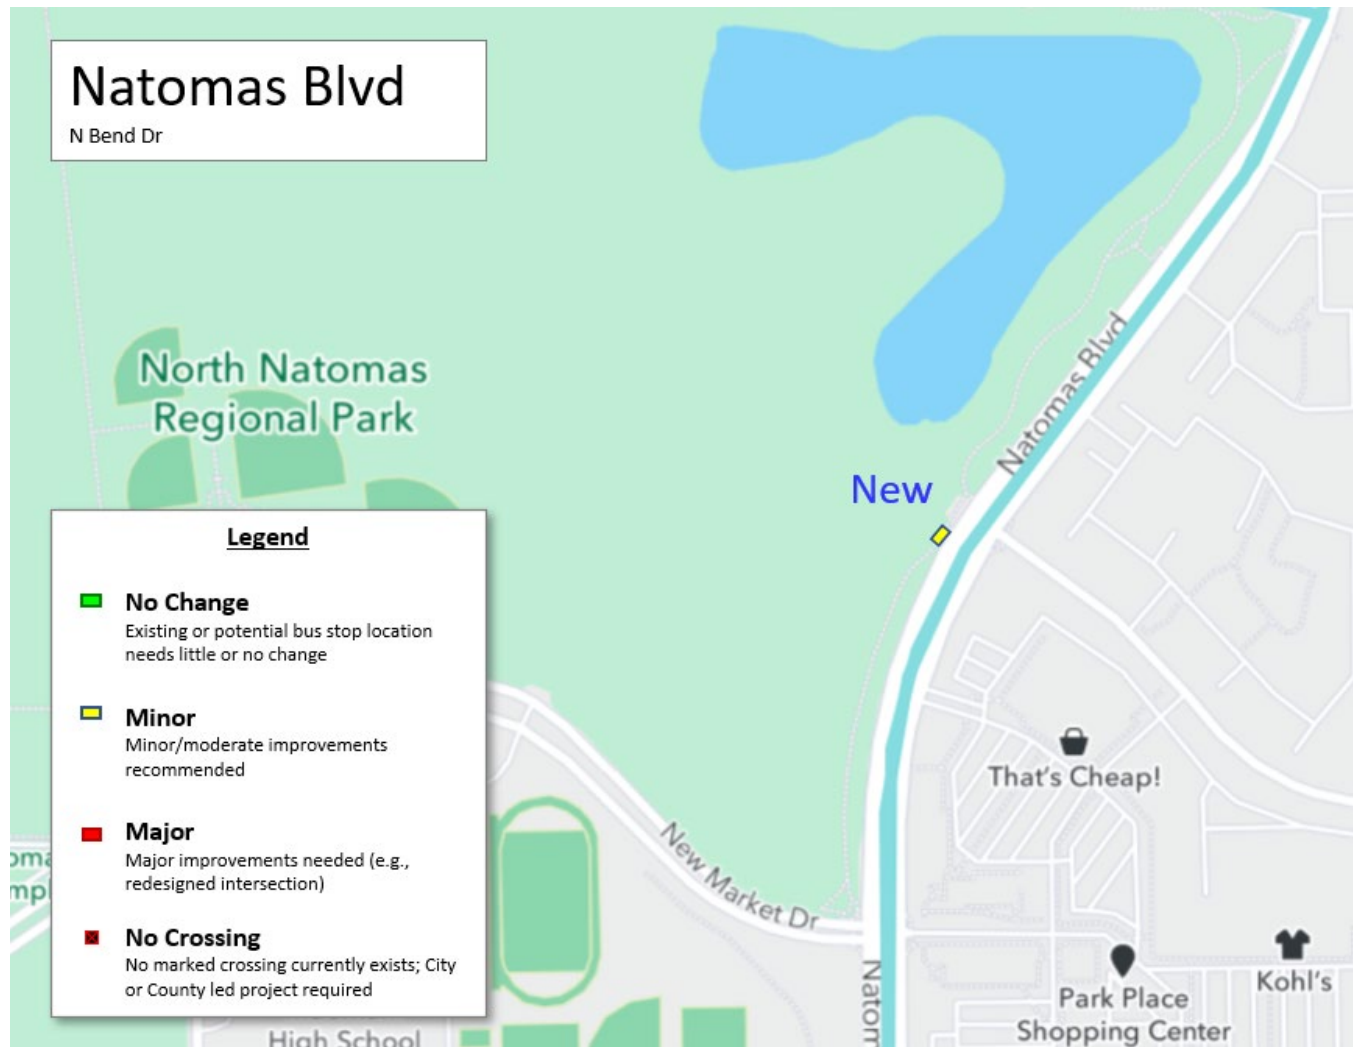 Natomas Blvd
N Bend Dr
North Natomas
Regional Park
Natomas Blvd
New
Legend
No Change
Existing or potential bus stop location
needs little or no change
Minor
Minor/moderate improvements
recommended
Major
Major improvements needed (e.g.,
redesigned intersection)
No Crossing
No marked crossing currently exists; City
or County led project required
That's Cheap!
New Market Dr
Natom
Kohl's
Park Place
Shopping Center
High School